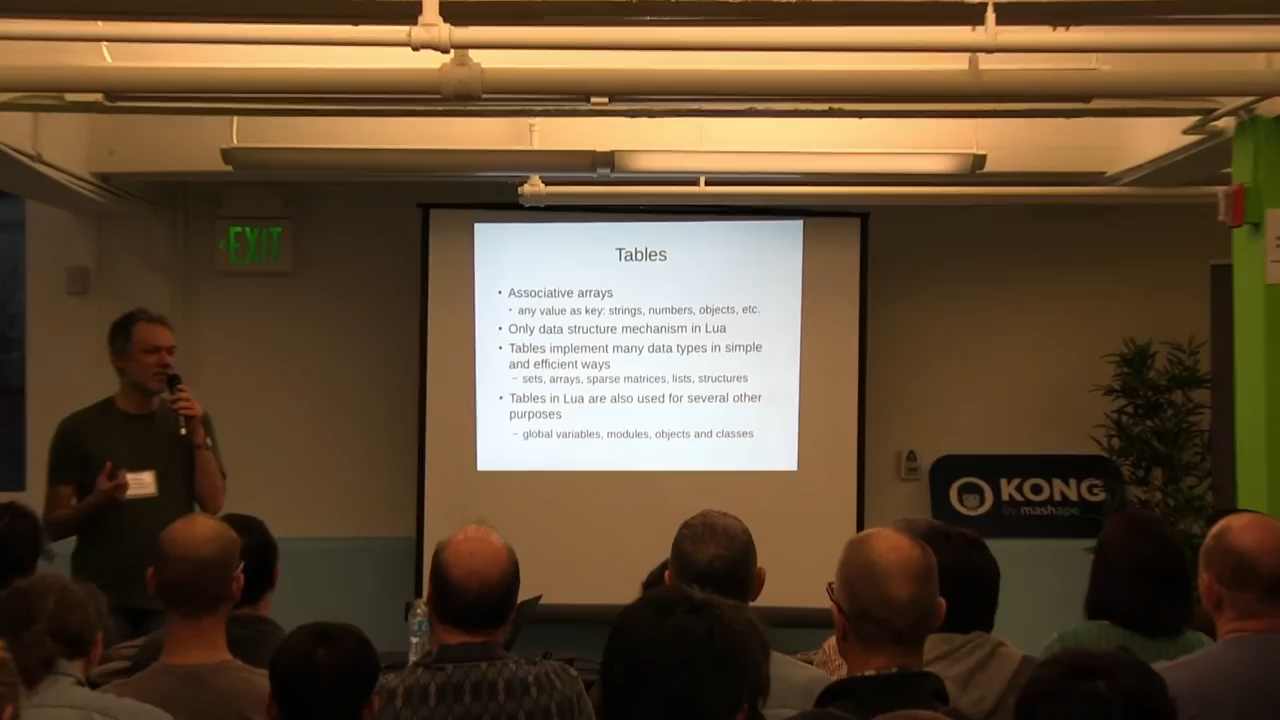 EXIT
Tables
• Associative arrays
• any value as key: strings, numbers, objects, etc.
• Only data structure mechanism in Lua
• Tables implement many data types in simple
and efficient ways
– sets, arrays, sparse matrices, lists, structures
• Tables in Lua are also used for several other
purposes
– global variables, modules, objects and classes
KONG
by mashape